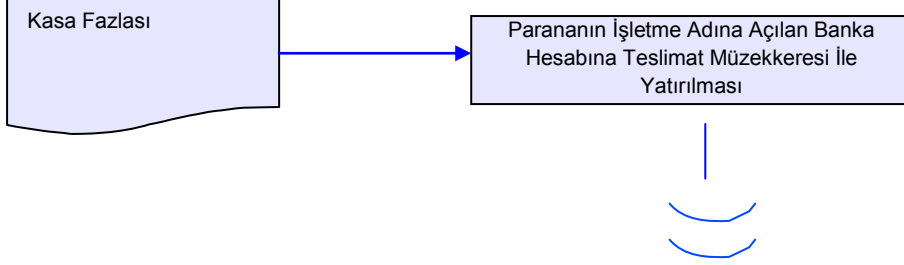 Kasa Fazlası
Parananın İşletme Adına Açılan Banka
Hesabına Teslimat Müzekkeresi İle
Yatırılması